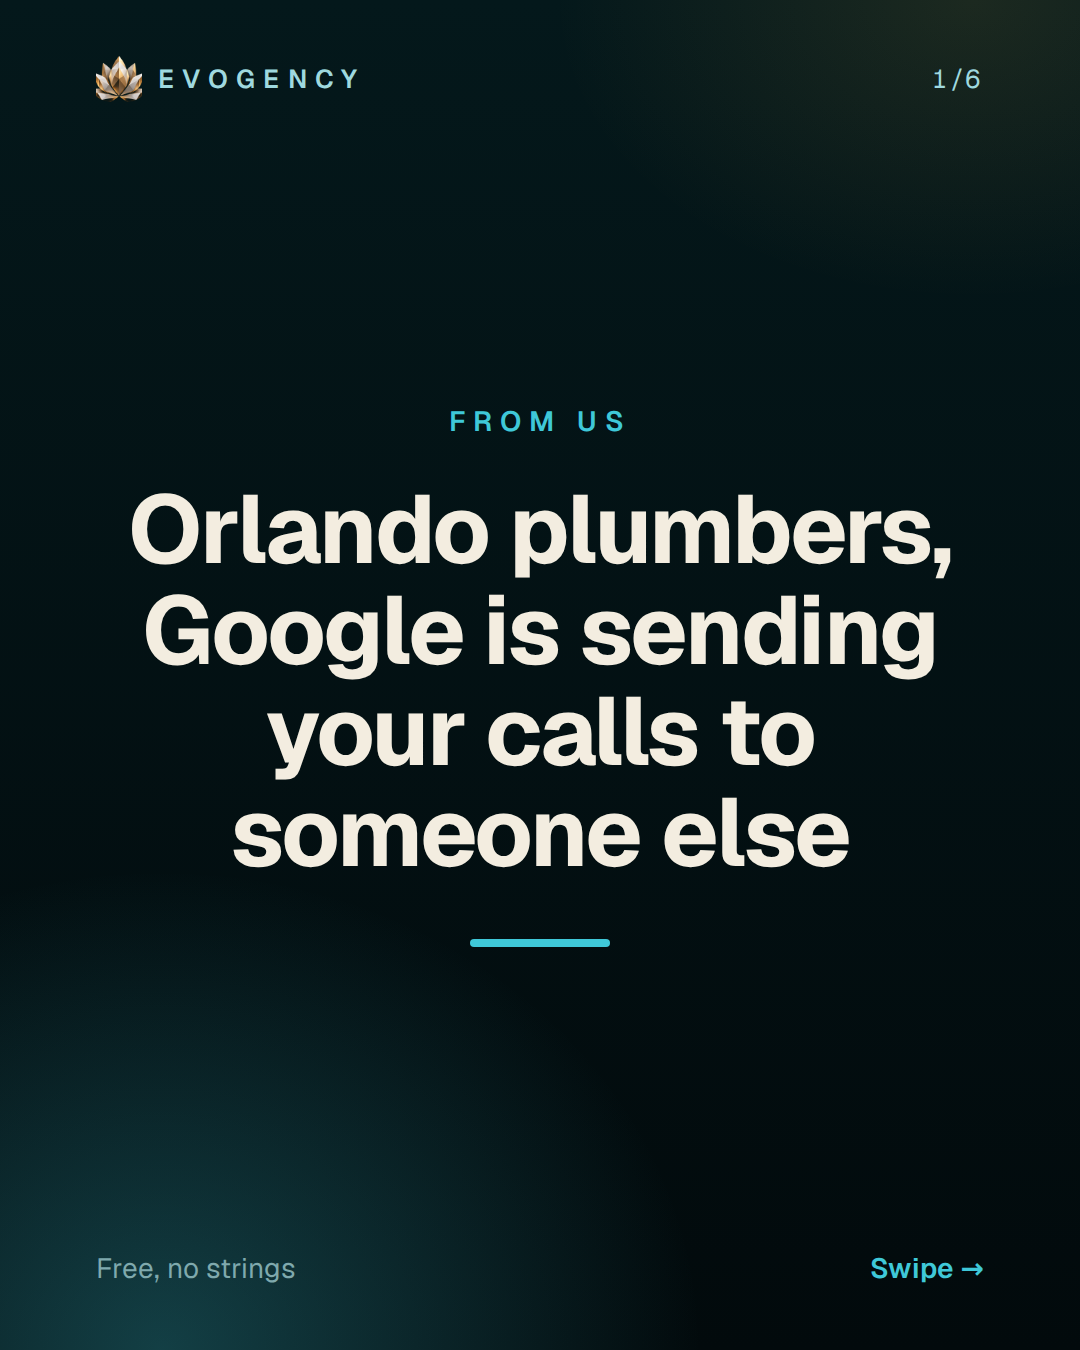 EVOGENCY
1/6
FROM US
Orlando plumbers,
Google is sending
your calls to
someone else
Free, no strings
Swipe →